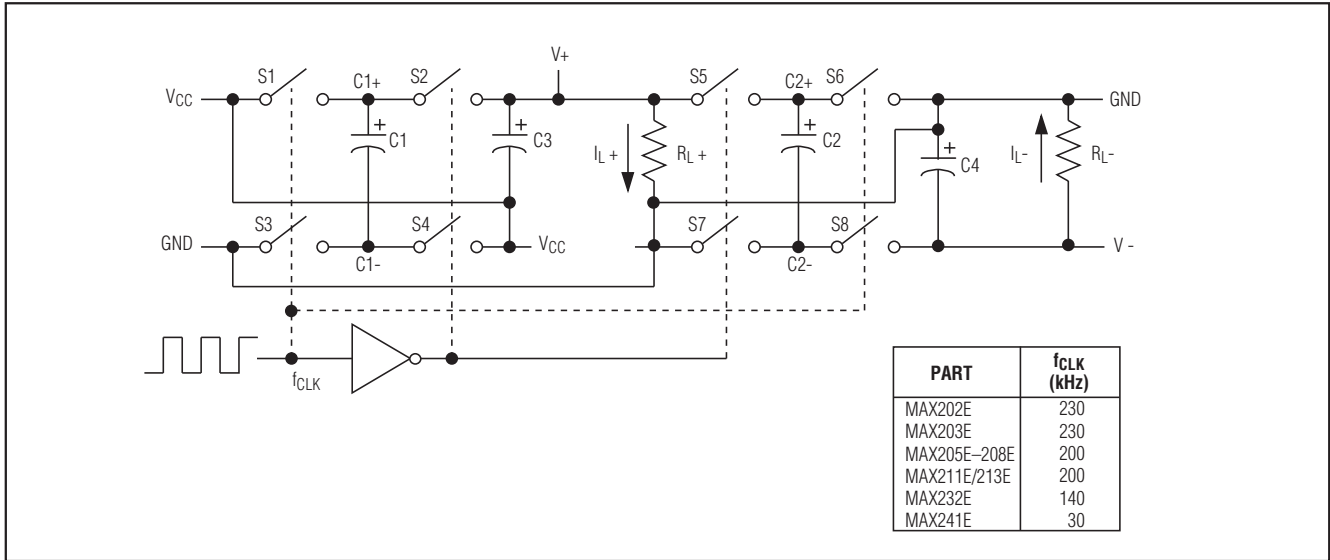 V+
S1 C1+ S2 S5 C2+ S6
VCC GND
+ C1 + C3 IL + RL + + C2 + C4 IL- RL-
S3 S4 S7 S8
GND VCC V -
C1- C2-
fCLK
PART fCLK (kHz)
MAX202E 230
MAX203E 230
MAX205E–208E 200
MAX211E/213E 200
MAX232E 140
MAX241E 30